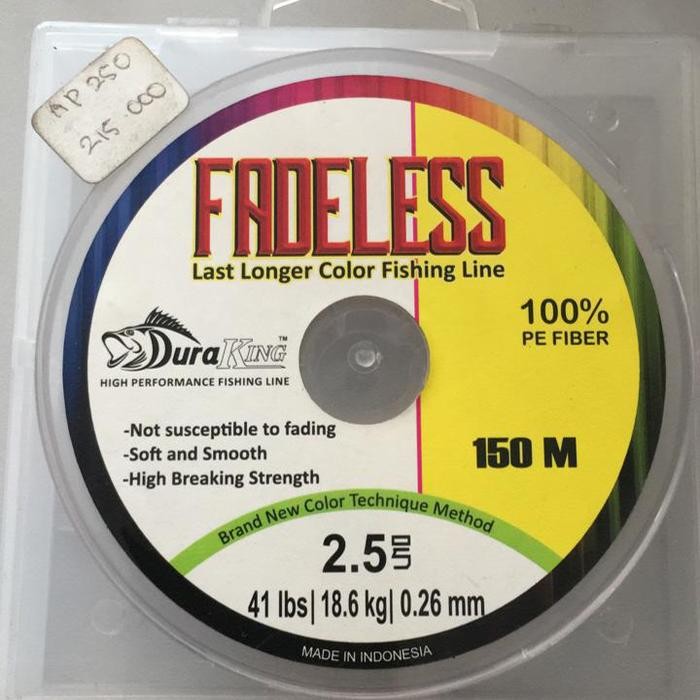 AP 250
215.000
FADELESS
Last Longer Color Fishing Line
100%
PE FIBER
DuraKING™
HIGH PERFORMANCE FISHING LINE
-Not susceptible to fading
-Soft and Smooth
-High Breaking Strength
150 M
Brand New Color Technique Method
2.5
41 lbs| 18.6 kg| 0.26 mm
MADE IN INDONESIA